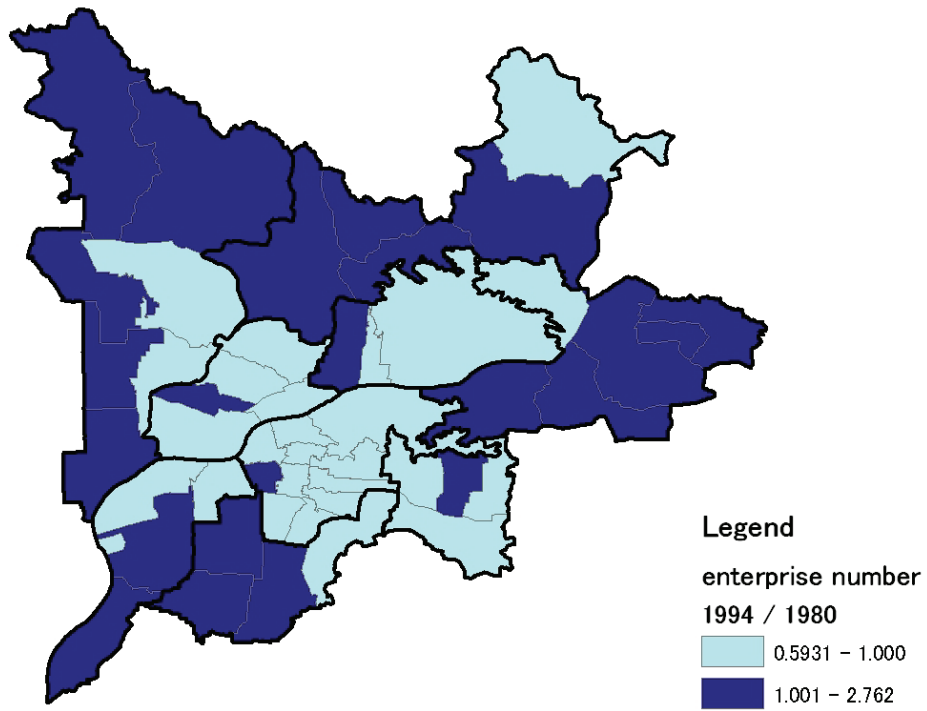 Legend
enterprise number
1994 / 1980
0.5931 - 1.000
1.001 - 2.762